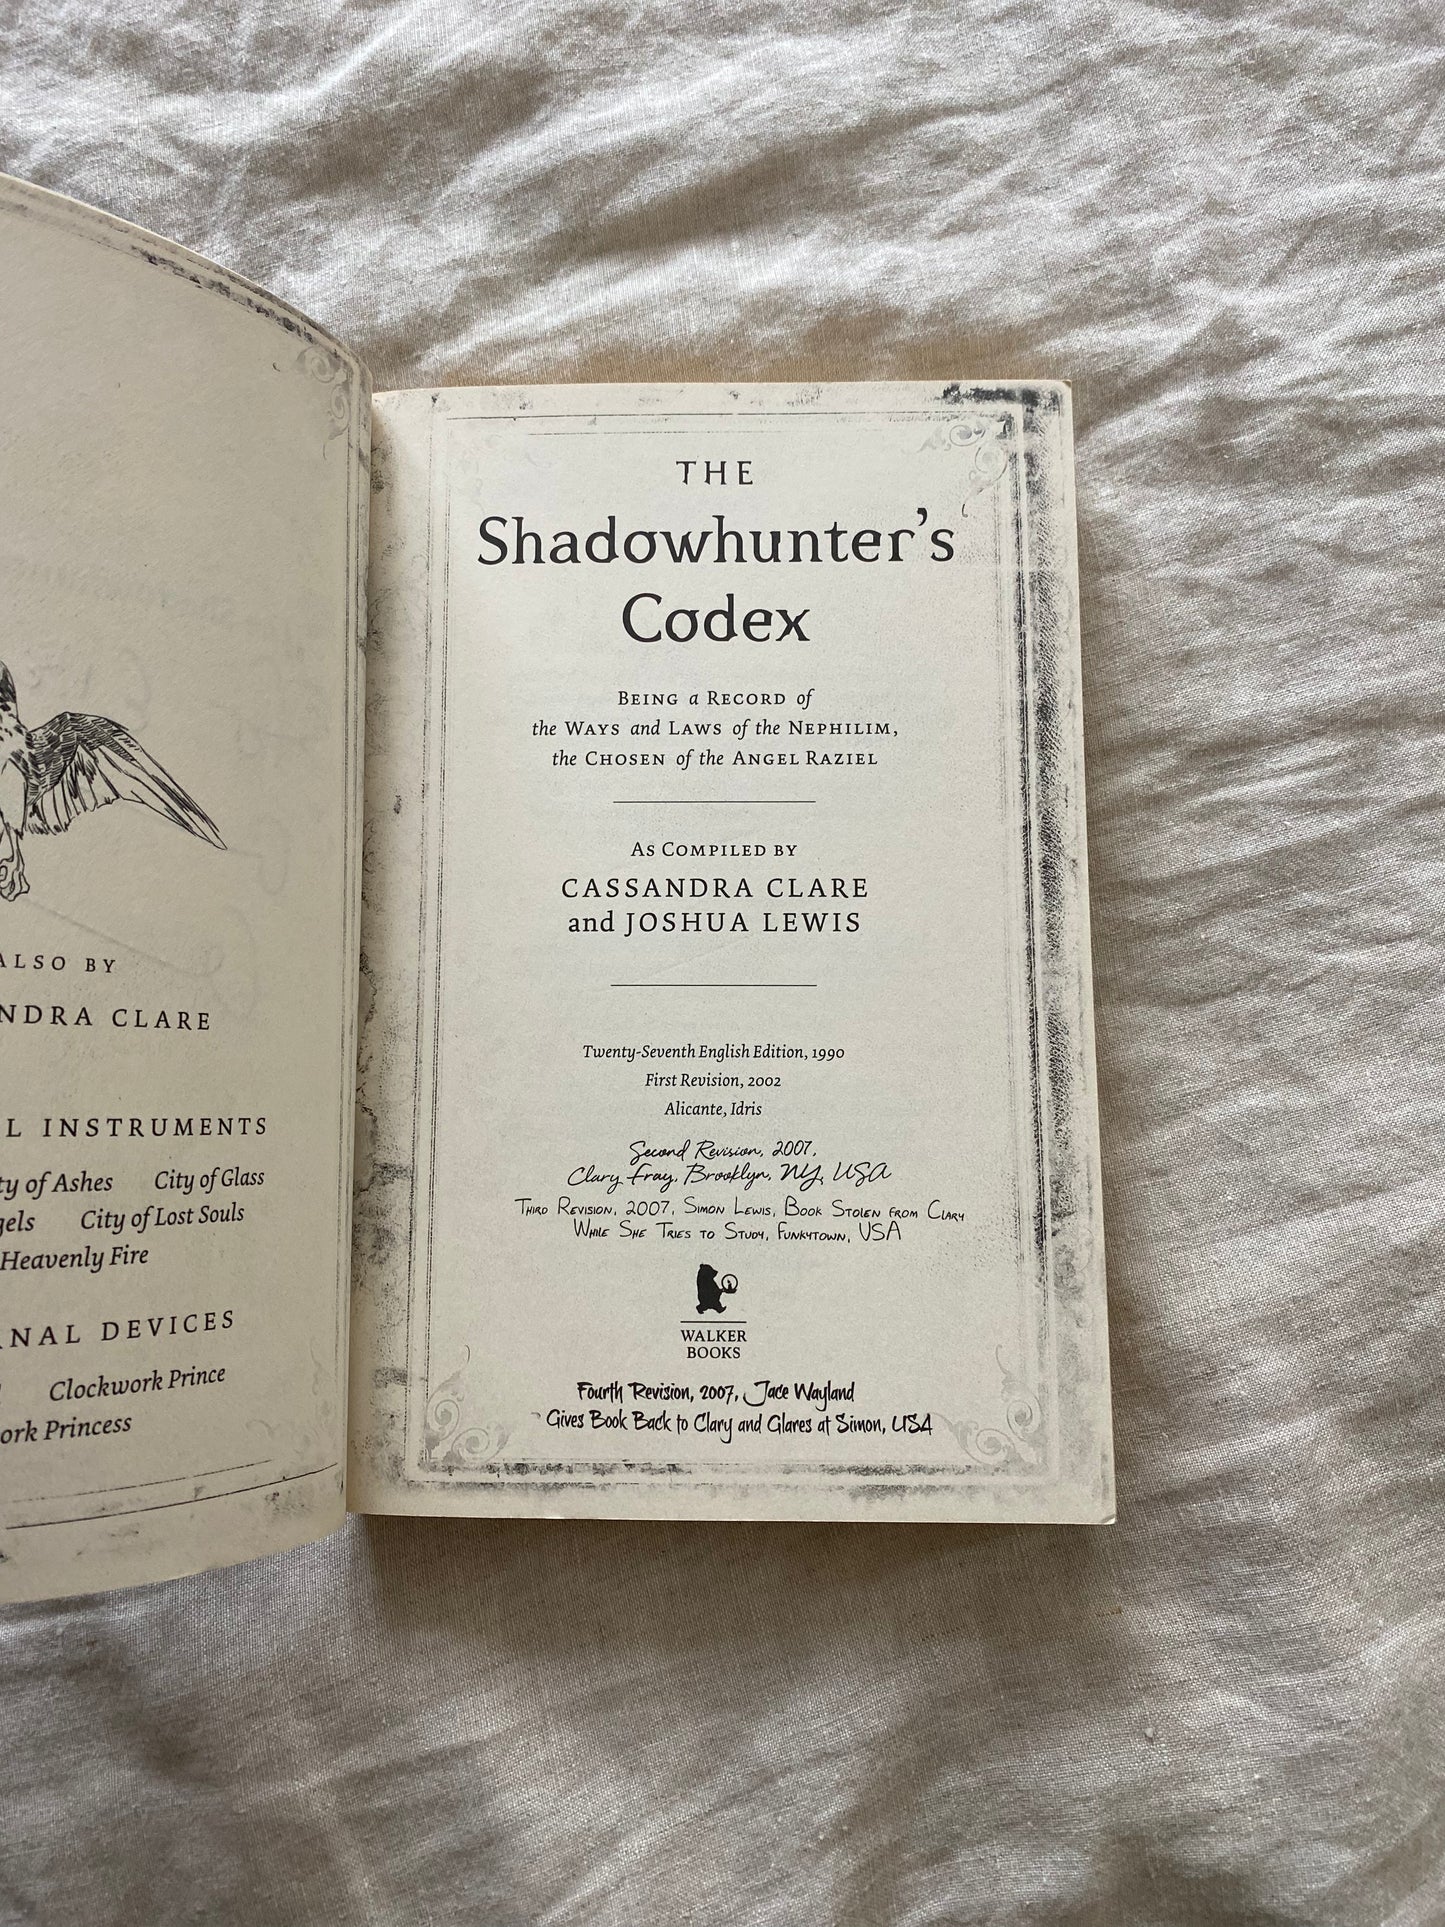 ALSO BY
CLARE
INSTRUMENTS
of Ashes City of Glass
City of Lost Souls
Heavenly Fire
DEVICES
Clockwork Prince
Princess
THE
Shadowhunter's
Codex
BEING a RECORD of
the WAYS and LAWS of the NEPHILIM,
the CHOSEN of the ANGEL RAZIEL
AS COMPILED BY
CASSANDRA CLARE
and JOSHUA LEWIS
Twenty-Seventh English Edition, 1990
First Revision, 2002
Alicante, Idris
Second Revision, 2007,
Clary Fray, Brooklyn, NY, USA
THIRD REVISION, 2007, SIMON LEWIS, BOOK STOLEN FROM CLARY
WHILE SHE TRIES TO STUDY, FUNKYTOWN, USA
WALKER
BOOKS
Fourth Revision, 2007, Jace Wayland
Gives Book Back to Clary and Glares at Simon, USA